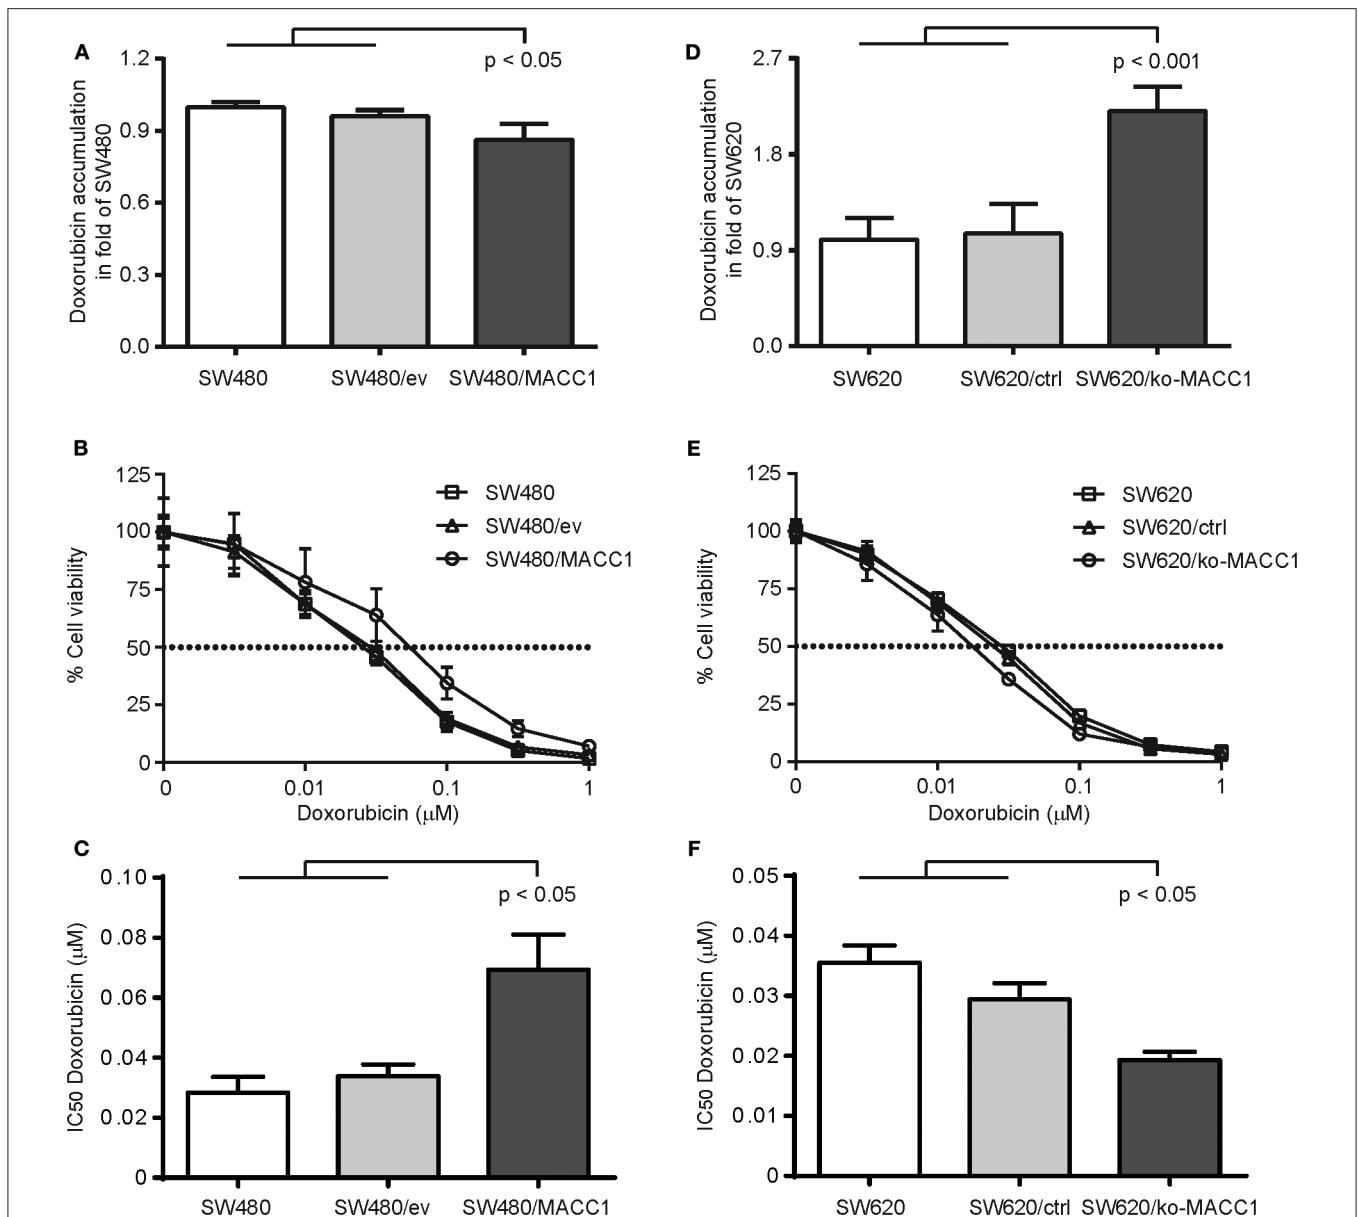 A
p < 0.05
1.2
0.9
0.6
0.3
0.0
Doxorubicin accumulation
in fold of SW480
SW480 SW480/ev SW480/MACC1
D
p < 0.001
2.7
1.8
0.9
0.0
Doxorubicin accumulation
in fold of SW620
SW620 SW620/ctrl SW620/ko-MACC1
B
125
100
75
50
25
0
% Cell viability
SW480
SW480/ev
SW480/MACC1
0 0.01 0.1 1
Doxorubicin (µM)
E
125
100
75
50
25
0
% Cell viability
SW620
SW620/ctrl
SW620/ko-MACC1
0 0.01 0.1 1
Doxorubicin (µM)
C
p < 0.05
0.10
0.08
0.06
0.04
0.02
0
IC50 Doxorubicin (µM)
SW480 SW480/ev SW480/MACC1
F
p < 0.05
0.05
0.04
0.03
0.02
0.01
0
IC50 Doxorubicin (µM)
SW620 SW620/ctrl SW620/ko-MACC1